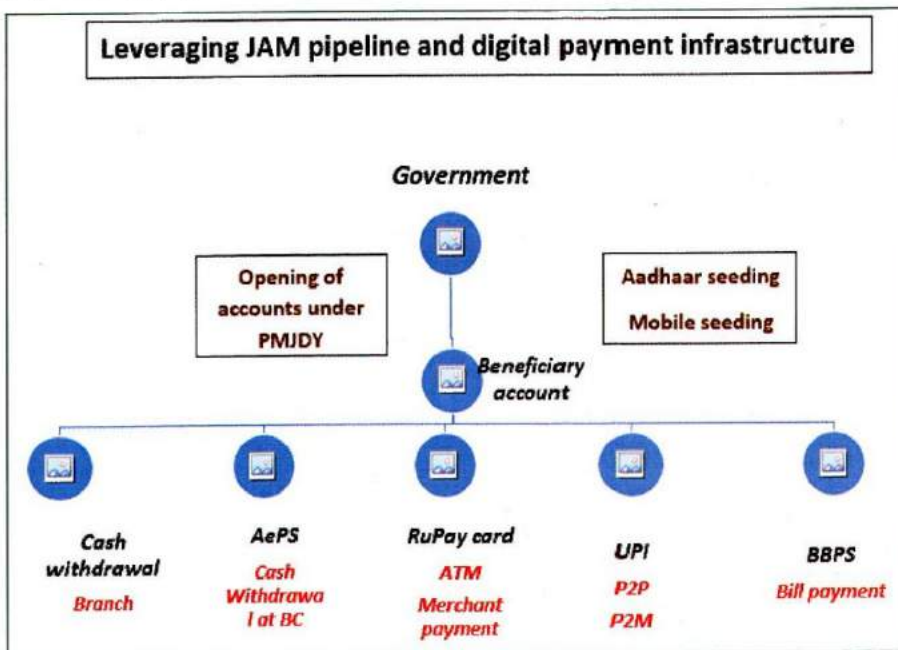 Leveraging JAM pipeline and digital payment infrastructure
Government
Opening of
accounts under
PMJDY
Aadhaar seeding
Mobile seeding
Beneficiary
account
Cash
withdrawal
Branch
AePS
Cash
Withdrawa
l at BC
RuPay card
ATM
Merchant
payment
UPI
P2P
P2M
BBPS
Bill payment